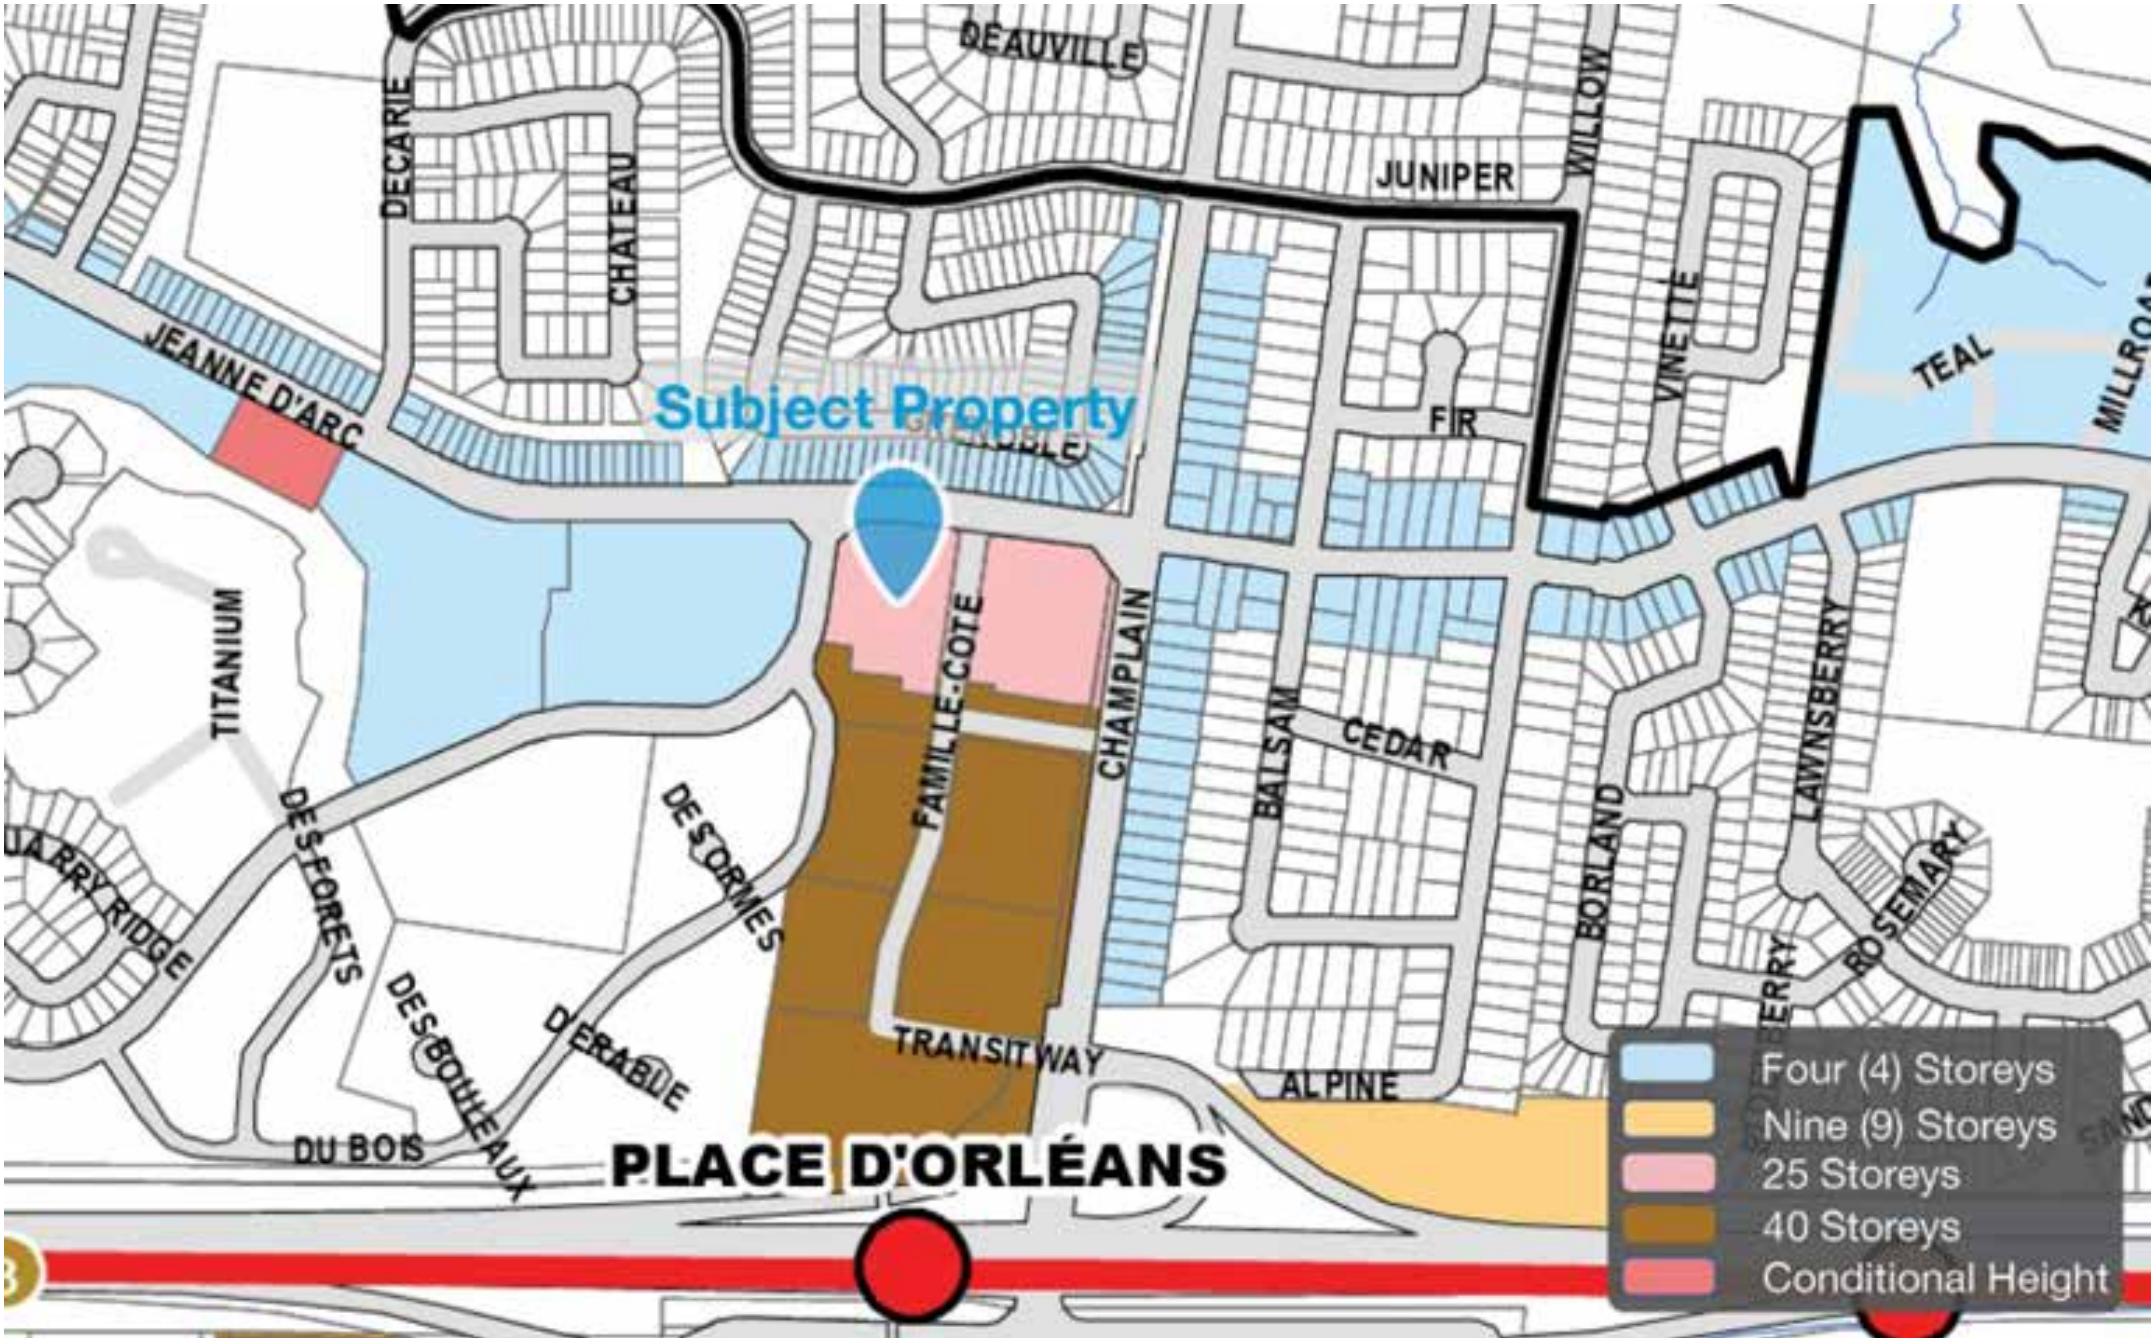 DEAUVILLE
WILLOW
DECARIE
JUNIPER
CHATEAU
VINETTE
JEANNE D'ARC
TEAL
Subject Property
FIR
TITANIUM
FAMILLE-COTE
CHAMPLAIN
LAWNSBERRY
BALSAM
CEDAR
DES FORETS
DES ORMES
BORLAND
QUARRY RIDGE
ROSEMARY
DES BOULEAUX
D'ERABLE
TRANSITWAY
ALPINE
DU BOIS
PLACE D'ORLÉANS
Four (4) Storeys
Nine (9) Storeys
25 Storeys
40 Storeys
Conditional Height